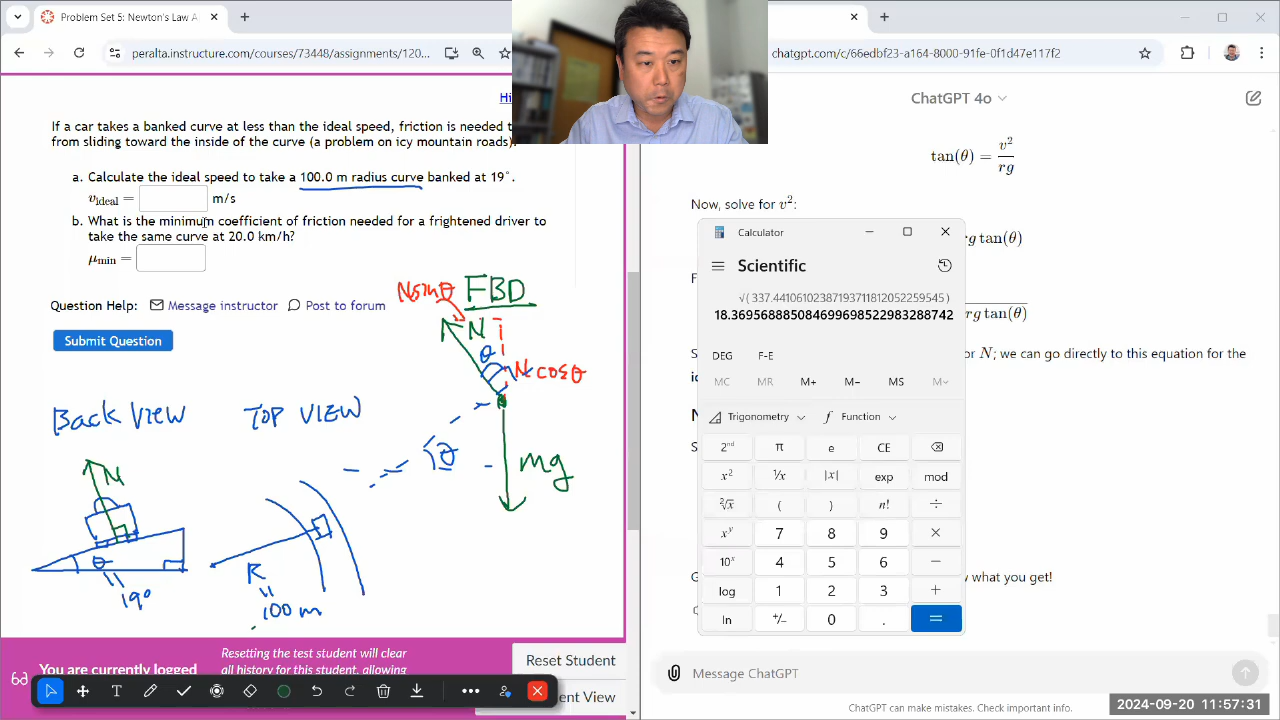 Problem Set 5: Newton's Law A
peralta.instructure.com/courses/73448/assignments/120...
chatgpt.com/c/66edbf23-a164-8000-91fe-0f1d47e117f2
Hi
If a car takes a banked curve at less than the ideal speed, friction is needed t
from sliding toward the inside of the curve (a problem on icy mountain roads).
a. Calculate the ideal speed to take a 100.0 m radius curve banked at 19°.
v_ideal = m/s
b. What is the minimum coefficient of friction needed for a frightened driver to
take the same curve at 20.0 km/h?
μ_min =
Question Help: Message instructor Post to forum
Submit Question
FBD
N sinθ
N
θ
N cosθ
θ
mg
Back VIEW
TOP VIEW
N
θ
19°
R
100 m
You are currently logged
Resetting the test student will clear
all history for this student, allowing
Reset Student
ent View
ChatGPT 4o
tan(θ) = v²/rg
Now, solve for v²:
rg tan(θ)
F
rg tan(θ)
S
or N; we can go directly to this equation for the
N
S
G
w what you get!
Calculator
Scientific
√( 337.44106102387193711812052259545 )
18.369568885084699698522983288742
DEG F-E
MC MR M+ M− MS M
Trigonometry Function
2nd π e CE
x² ¹/x |x| exp mod
²√x ( ) n! ÷
xʸ 7 8 9 ×
10ˣ 4 5 6 −
log 1 2 3 +
ln +/− 0 . =
Message ChatGPT
ChatGPT can make mistakes. Check important info.
2024-09-20 11:57:31